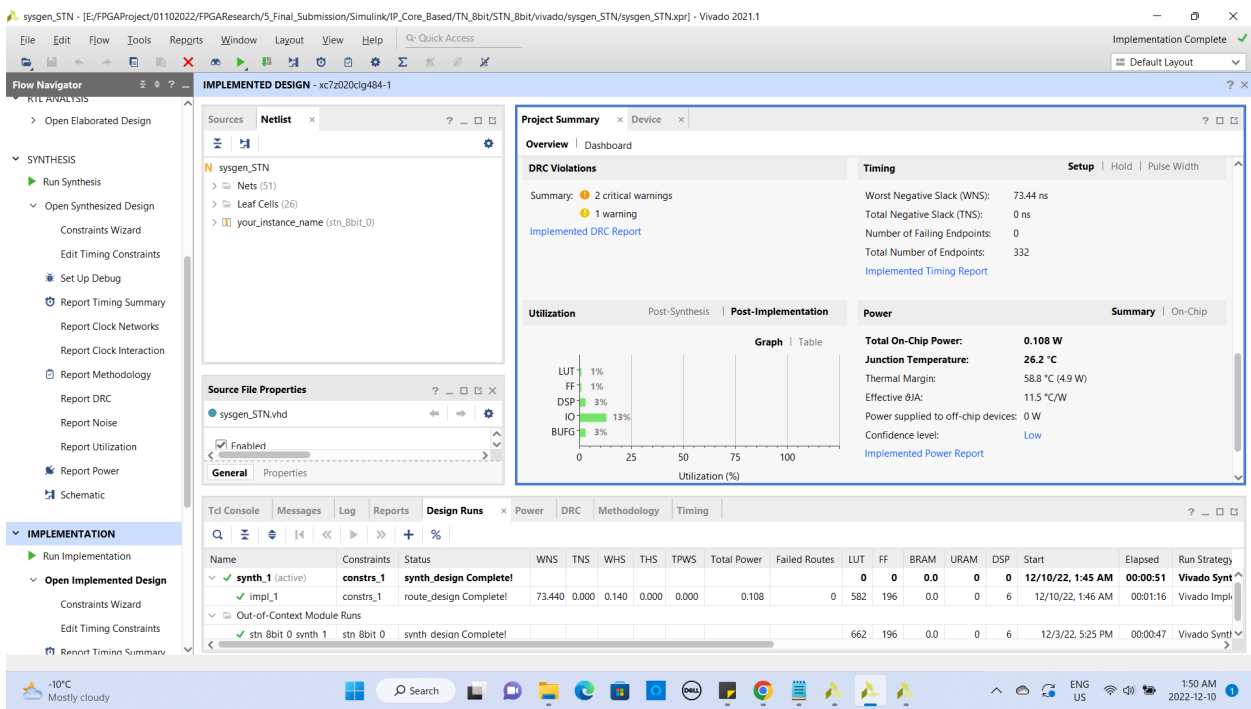 sysgen_STN - [E:/FPGAProject/01102022/FPGAResearch/5_Final_Submission/Simulink/IP_Core_Based/TN_8bit/STN_8bit/vivado/sysgen_STN/sysgen_STN.xpr] - Vivado 2021.1
File Edit Flow Tools Reports Window Layout View Help Q- Quick Access Implementation Complete
Default Layout
Flow Navigator
IMPLEMENTED DESIGN - xc7z020clg484-1
RTL ANALYSIS
Open Elaborated Design
SYNTHESIS
Run Synthesis
Open Synthesized Design
Constraints Wizard
Edit Timing Constraints
Set Up Debug
Report Timing Summary
Report Clock Networks
Report Clock Interaction
Report Methodology
Report DRC
Report Noise
Report Utilization
Report Power
Schematic
IMPLEMENTATION
Run Implementation
Open Implemented Design
Constraints Wizard
Edit Timing Constraints
Report Timing Summary
Sources Netlist
N sysgen_STN
Nets (51)
Leaf Cells (26)
your_instance_name (stn_8bit_0)
Source File Properties
sysgen_STN.vhd
Enabled
General Properties
Project Summary Device
Overview | Dashboard
DRC Violations
Summary: 2 critical warnings
1 warning
Implemented DRC Report
Timing Setup | Hold | Pulse Width
Worst Negative Slack (WNS): 73.44 ns
Total Negative Slack (TNS): 0 ns
Number of Failing Endpoints: 0
Total Number of Endpoints: 332
Implemented Timing Report
Utilization Post-Synthesis | Post-Implementation
Graph | Table
LUT 1%
FF 1%
DSP 3%
IO 13%
BUFG 3%
0 25 50 75 100
Utilization (%)
Power Summary | On-Chip
Total On-Chip Power: 0.108 W
Junction Temperature: 26.2 °C
Thermal Margin: 58.8 °C (4.9 W)
Effective ϑJA: 11.5 °C/W
Power supplied to off-chip devices: 0 W
Confidence level: Low
Implemented Power Report
Tcl Console Messages Log Reports Design Runs Power DRC Methodology Timing
Name Constraints Status WNS TNS WHS THS TPWS Total Power Failed Routes LUT FF BRAM URAM DSP Start Elapsed Run Strategy
synth_1 (active) constrs_1 synth_design Complete! 0 0 0.0 0 0 12/10/22, 1:45 AM 00:00:51 Vivado Synt
impl_1 constrs_1 route_design Complete! 73.440 0.000 0.140 0.000 0.000 0.108 0 582 196 0.0 0 6 12/10/22, 1:46 AM 00:01:16 Vivado Imple
Out-of-Context Module Runs
stn_8bit_0_synth_1 stn_8bit_0 synth_design Complete! 662 196 0.0 0 6 12/3/22, 5:25 PM 00:00:47 Vivado Synth
-10°C
Mostly cloudy
Search
DELL
ENG
US
1:50 AM
2022-12-10
1